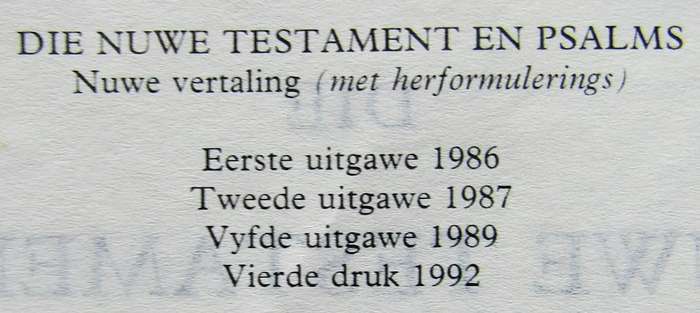 DIE NUWE TESTAMENT EN PSALMS
Nuwe vertaling (met herformulerings)
Eerste uitgawe 1986
Tweede uitgawe 1987
Vyfde uitgawe 1989
Vierde druk 1992